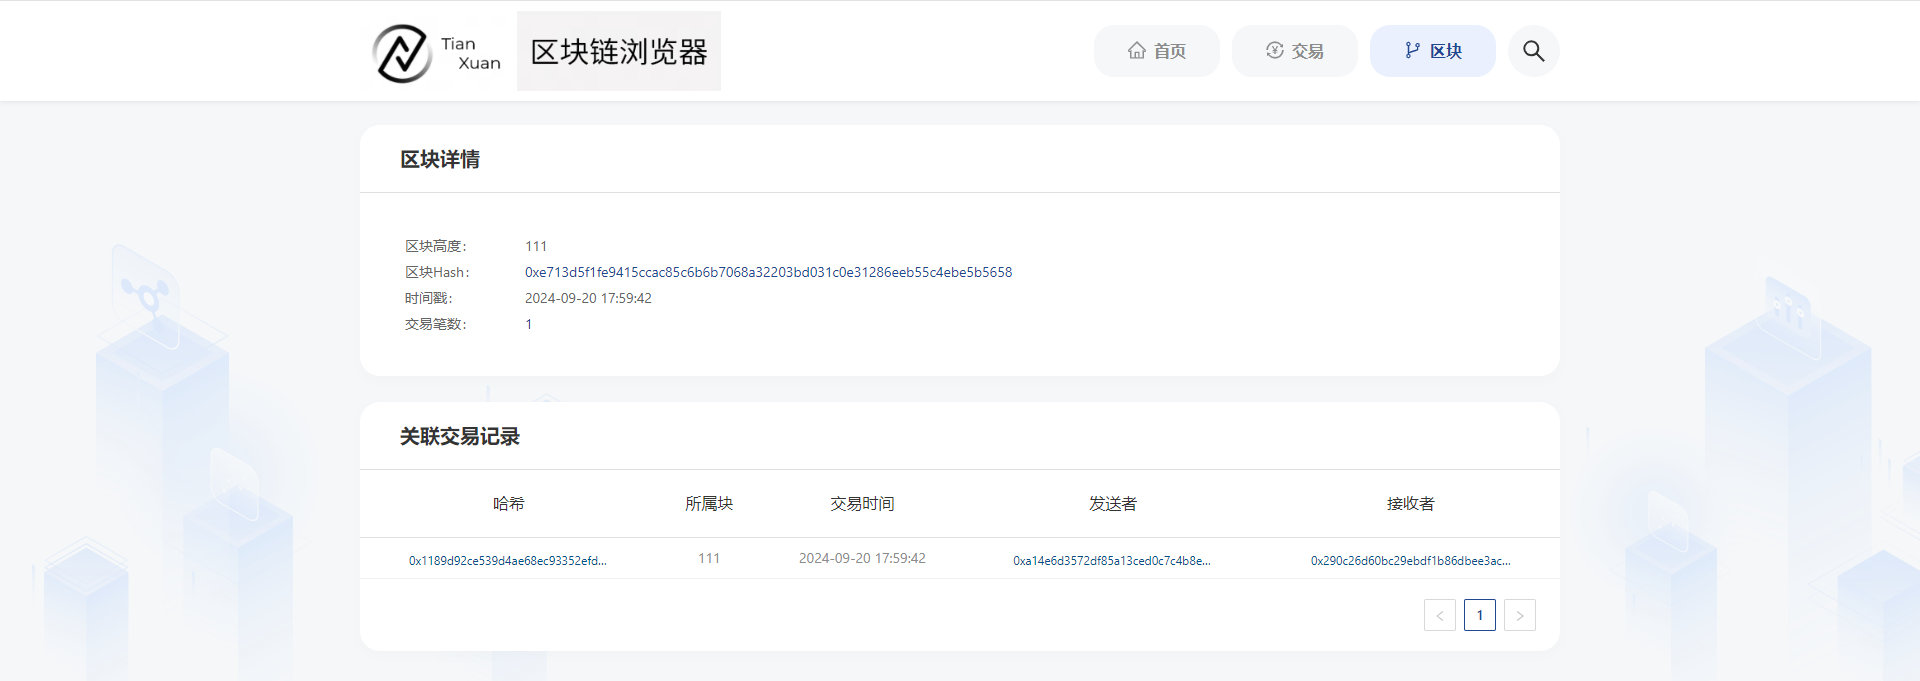 Tian
Xuan
区块链浏览器
首页
交易
区块
区块详情
区块高度: 111
区块Hash: 0xe713d5f1fe9415ccac85c6b6b7068a32203bd031c0e31286eeb55c4ebe5b5658
时间戳: 2024-09-20 17:59:42
交易笔数: 1
关联交易记录
哈希 所属块 交易时间 发送者 接收者
0x1189d92ce539d4ae68ec93352efd... 111 2024-09-20 17:59:42 0xa14e6d3572df85a13ced0c7c4b8e... 0x290c26d60bc29ebdf1b86dbee3ac...
< 1 >